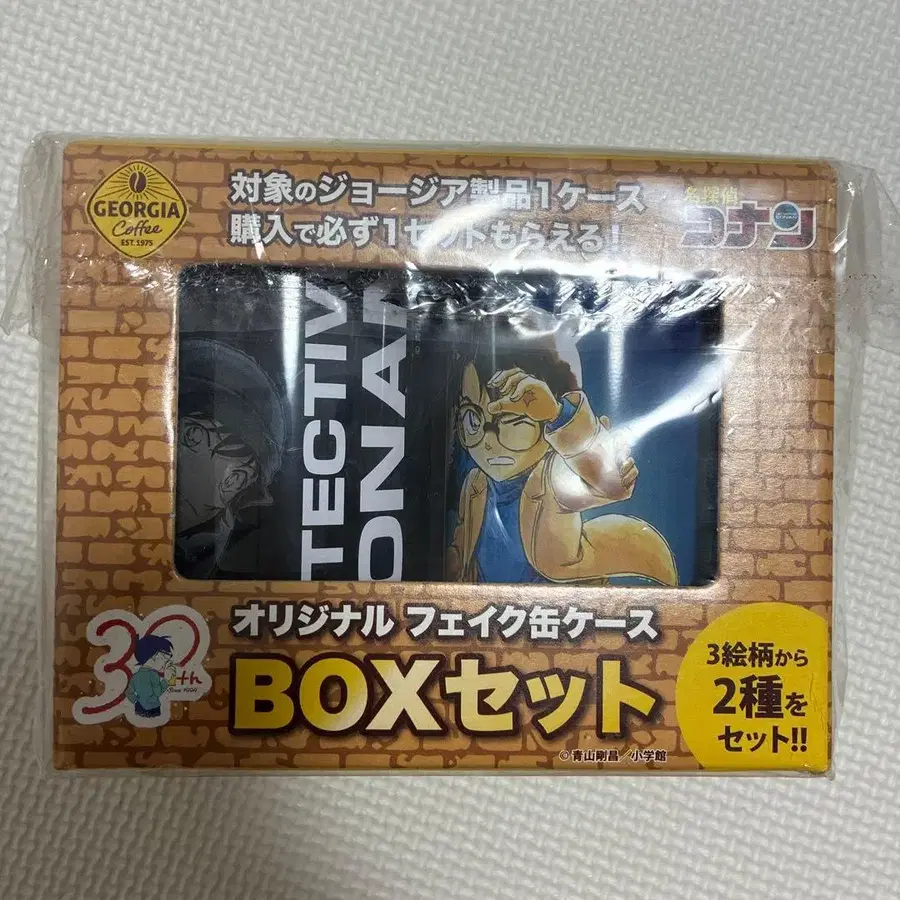 GEORGIA
Coffee
EST. 1975
対象のジョージア製品1ケース
購入で必ず1セットもらえる!
名探偵
コナン
TECTIV
ONA
30th
オリジナル フェイク缶ケース
BOXセット
3絵柄から
2種を
セット!!
©青山剛昌/小学館